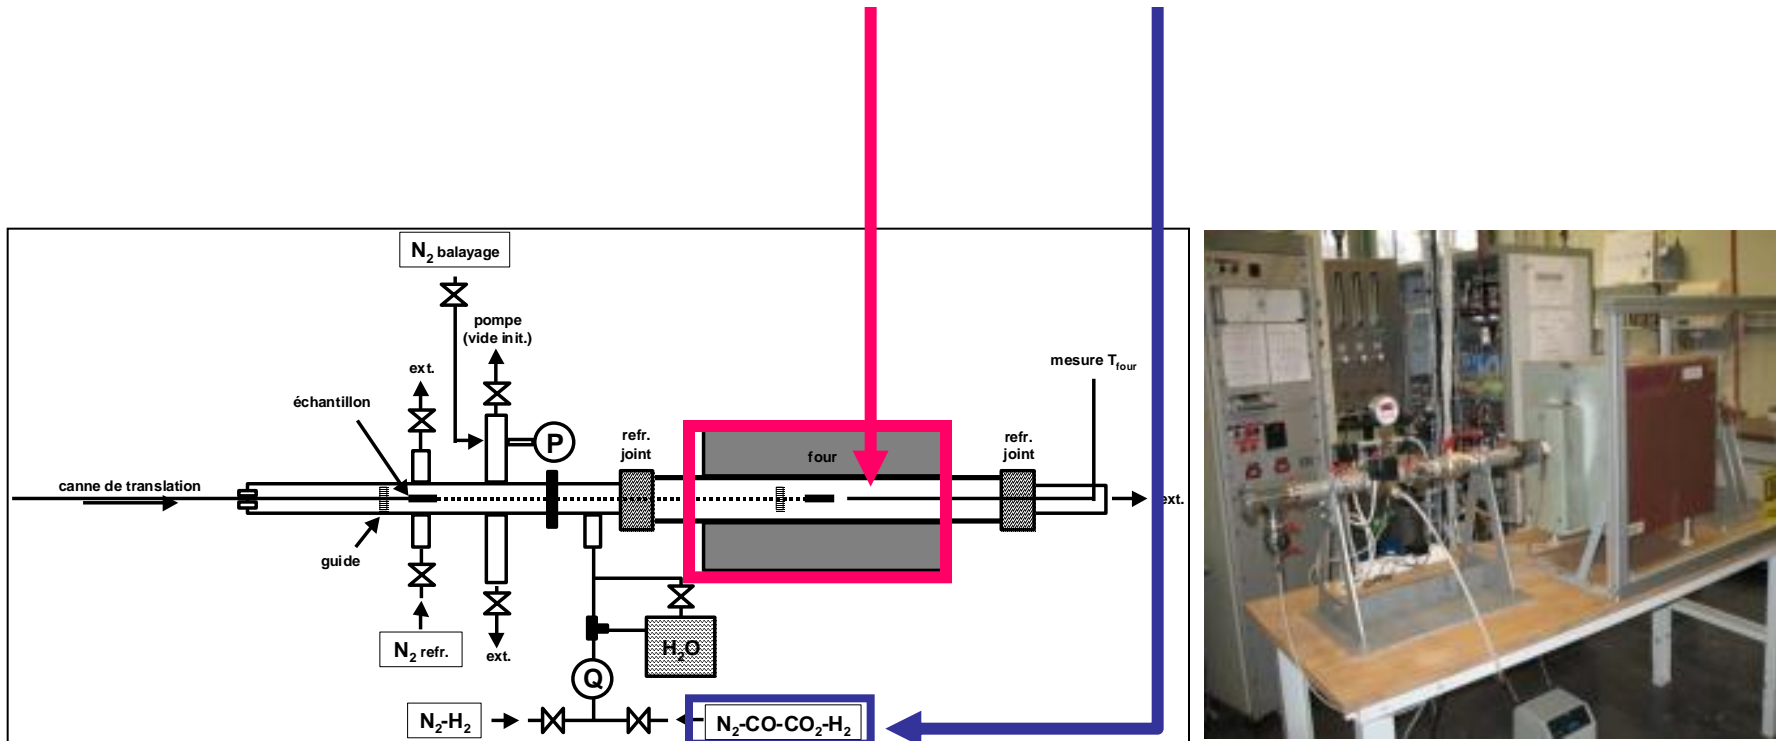 N₂ balayage
pompe
(vide init.)
ext.
mesure T_four
échantillon
P
refr.
joint
four
refr.
joint
canne de translation
ext.
guide
N₂ refr.
ext.
H₂O
Q
N₂-H₂
N₂-CO-CO₂-H₂